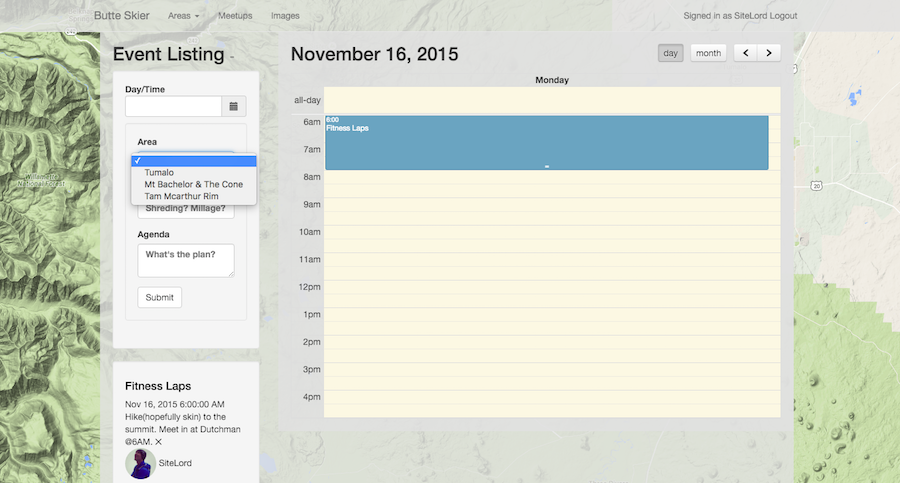 Butte Skier Areas Meetups Images Signed in as SiteLord Logout
Event Listing -
Day/Time
Area
✓
Tumalo
Mt Bachelor & The Cone
Tam Mcarthur Rim
Shreding? Millage?
Agenda
What's the plan?
Submit
Fitness Laps
Nov 16, 2015 6:00:00 AM
Hike(hopefully skin) to the
summit. Meet in at Dutchman
@6AM. ✕
SiteLord
November 16, 2015
day month < >
Monday
all-day
6am
6:00
Fitness Laps
7am
8am
9am
10am
11am
12pm
1pm
2pm
3pm
4pm
Willamette
National Forest
20